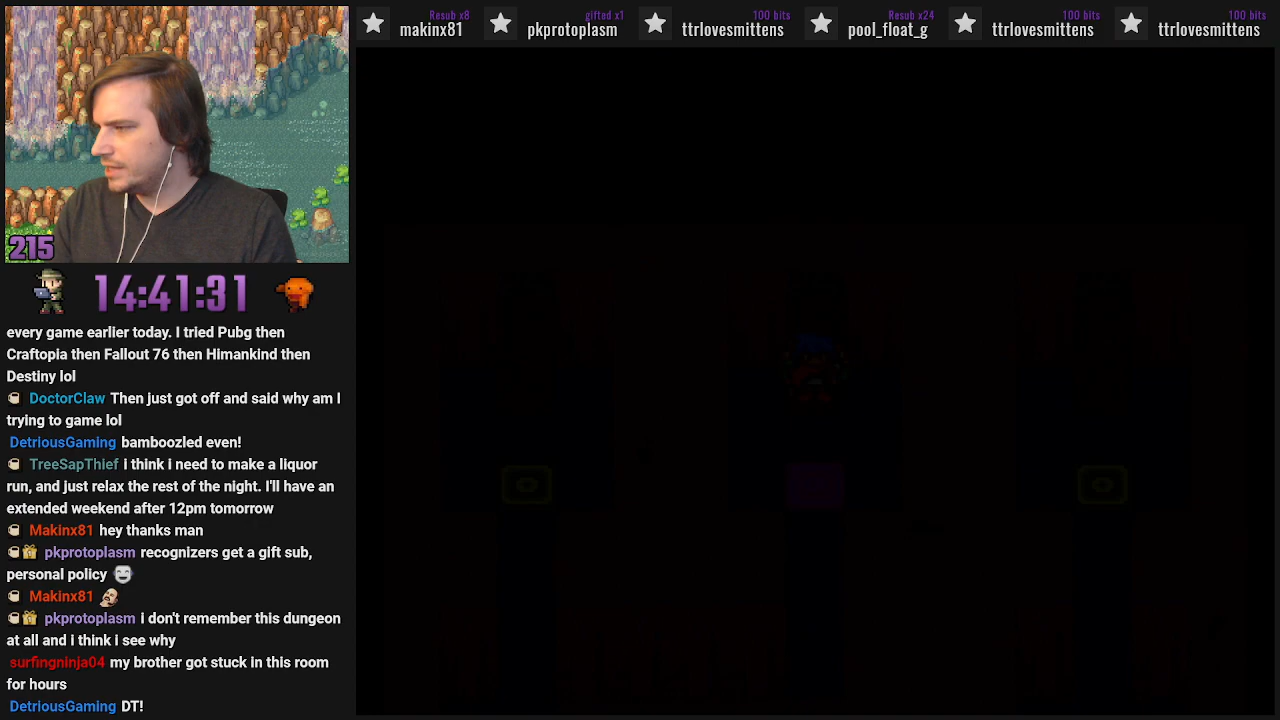 Resub x8
makinx81
gifted x1
pkprotoplasm
100 bits
ttrlovesmittens
Resub x24
pool_float_g
100 bits
ttrlovesmittens
100 bits
ttrlovesmittens
215
14:41:31
every game earlier today. I tried Pubg then
Craftopia then Fallout 76 then Himankind then
Destiny lol
DoctorClaw Then just got off and said why am I
trying to game lol
DetriousGaming bamboozled even!
TreeSapThief i think i need to make a liquor
run, and just relax the rest of the night. I'll have an
extended weekend after 12pm tomorrow
Makinx81 hey thanks man
pkprotoplasm recognizers get a gift sub,
personal policy
Makinx81
pkprotoplasm i don't remember this dungeon
at all and i think i see why
surfingninja04 my brother got stuck in this room
for hours
DetriousGaming DT!